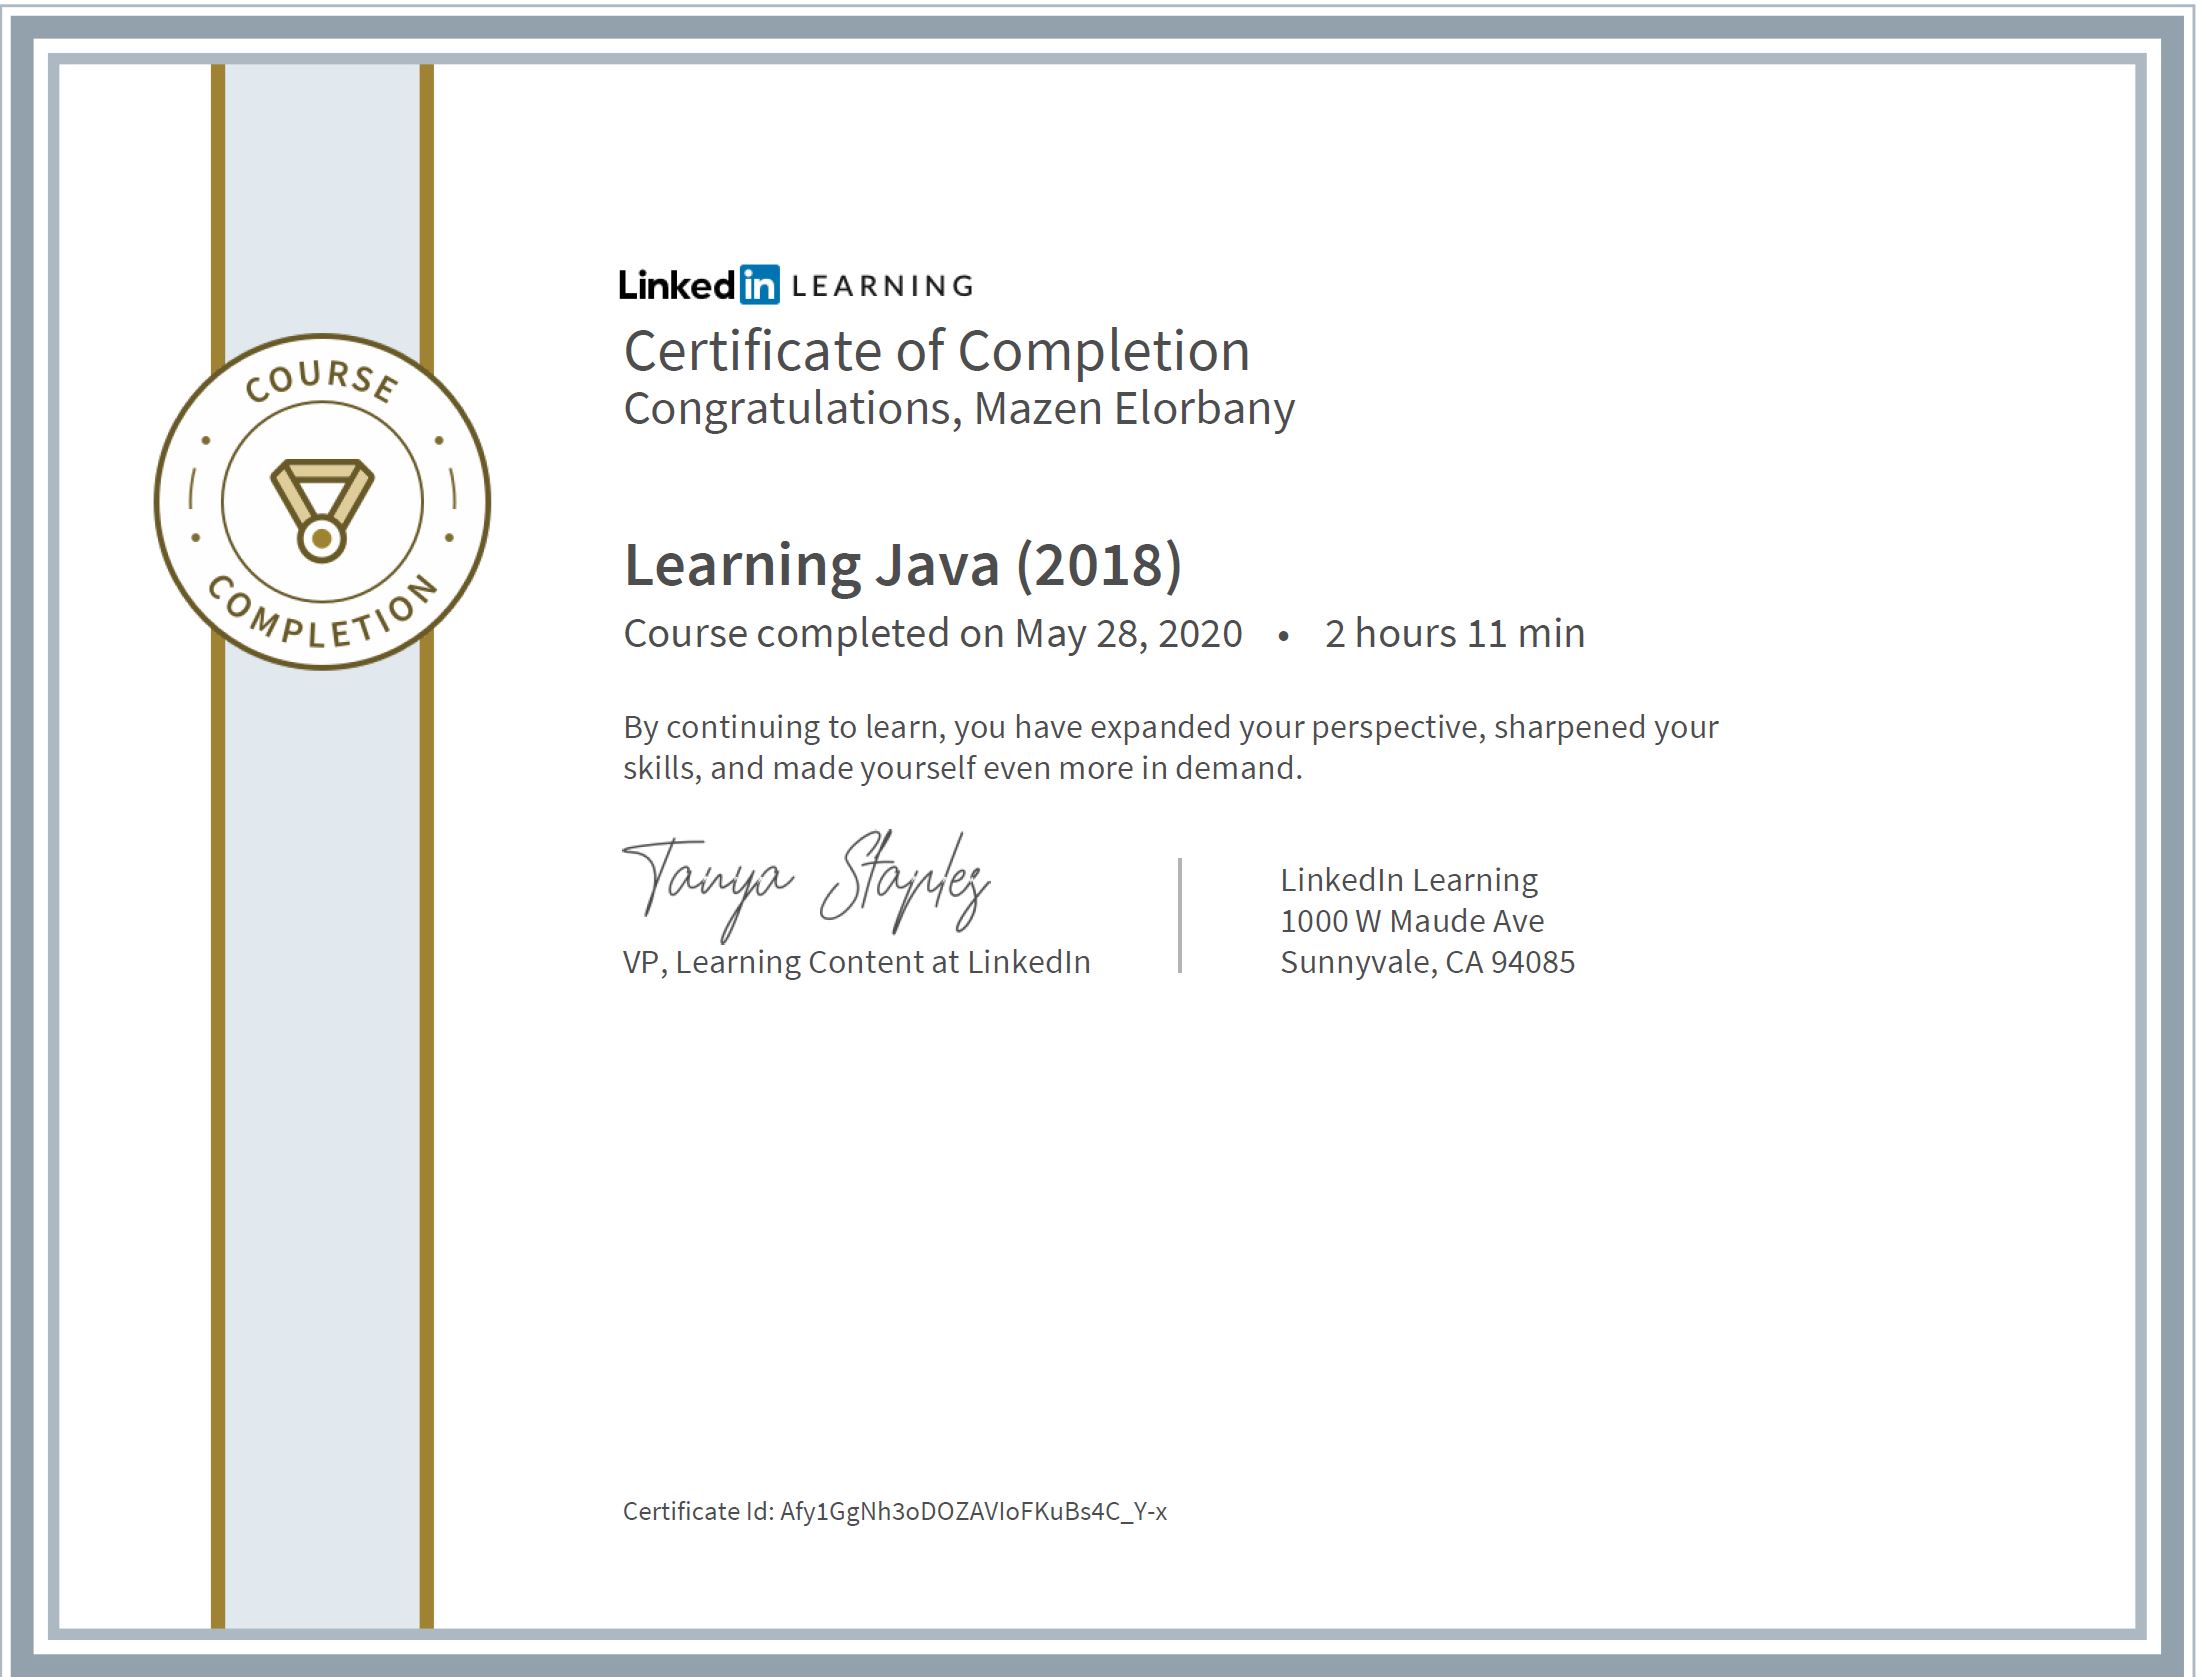 COURSE
COMPLETION
Linkedin LEARNING
Certificate of Completion
Congratulations, Mazen Elorbany
Learning Java (2018)
Course completed on May 28, 2020 • 2 hours 11 min
By continuing to learn, you have expanded your perspective, sharpened your
skills, and made yourself even more in demand.
Tanya Staples
VP, Learning Content at LinkedIn
LinkedIn Learning
1000 W Maude Ave
Sunnyvale, CA 94085
Certificate Id: Afy1GgNh3oDOZAVIoFKuBs4C_Y-x